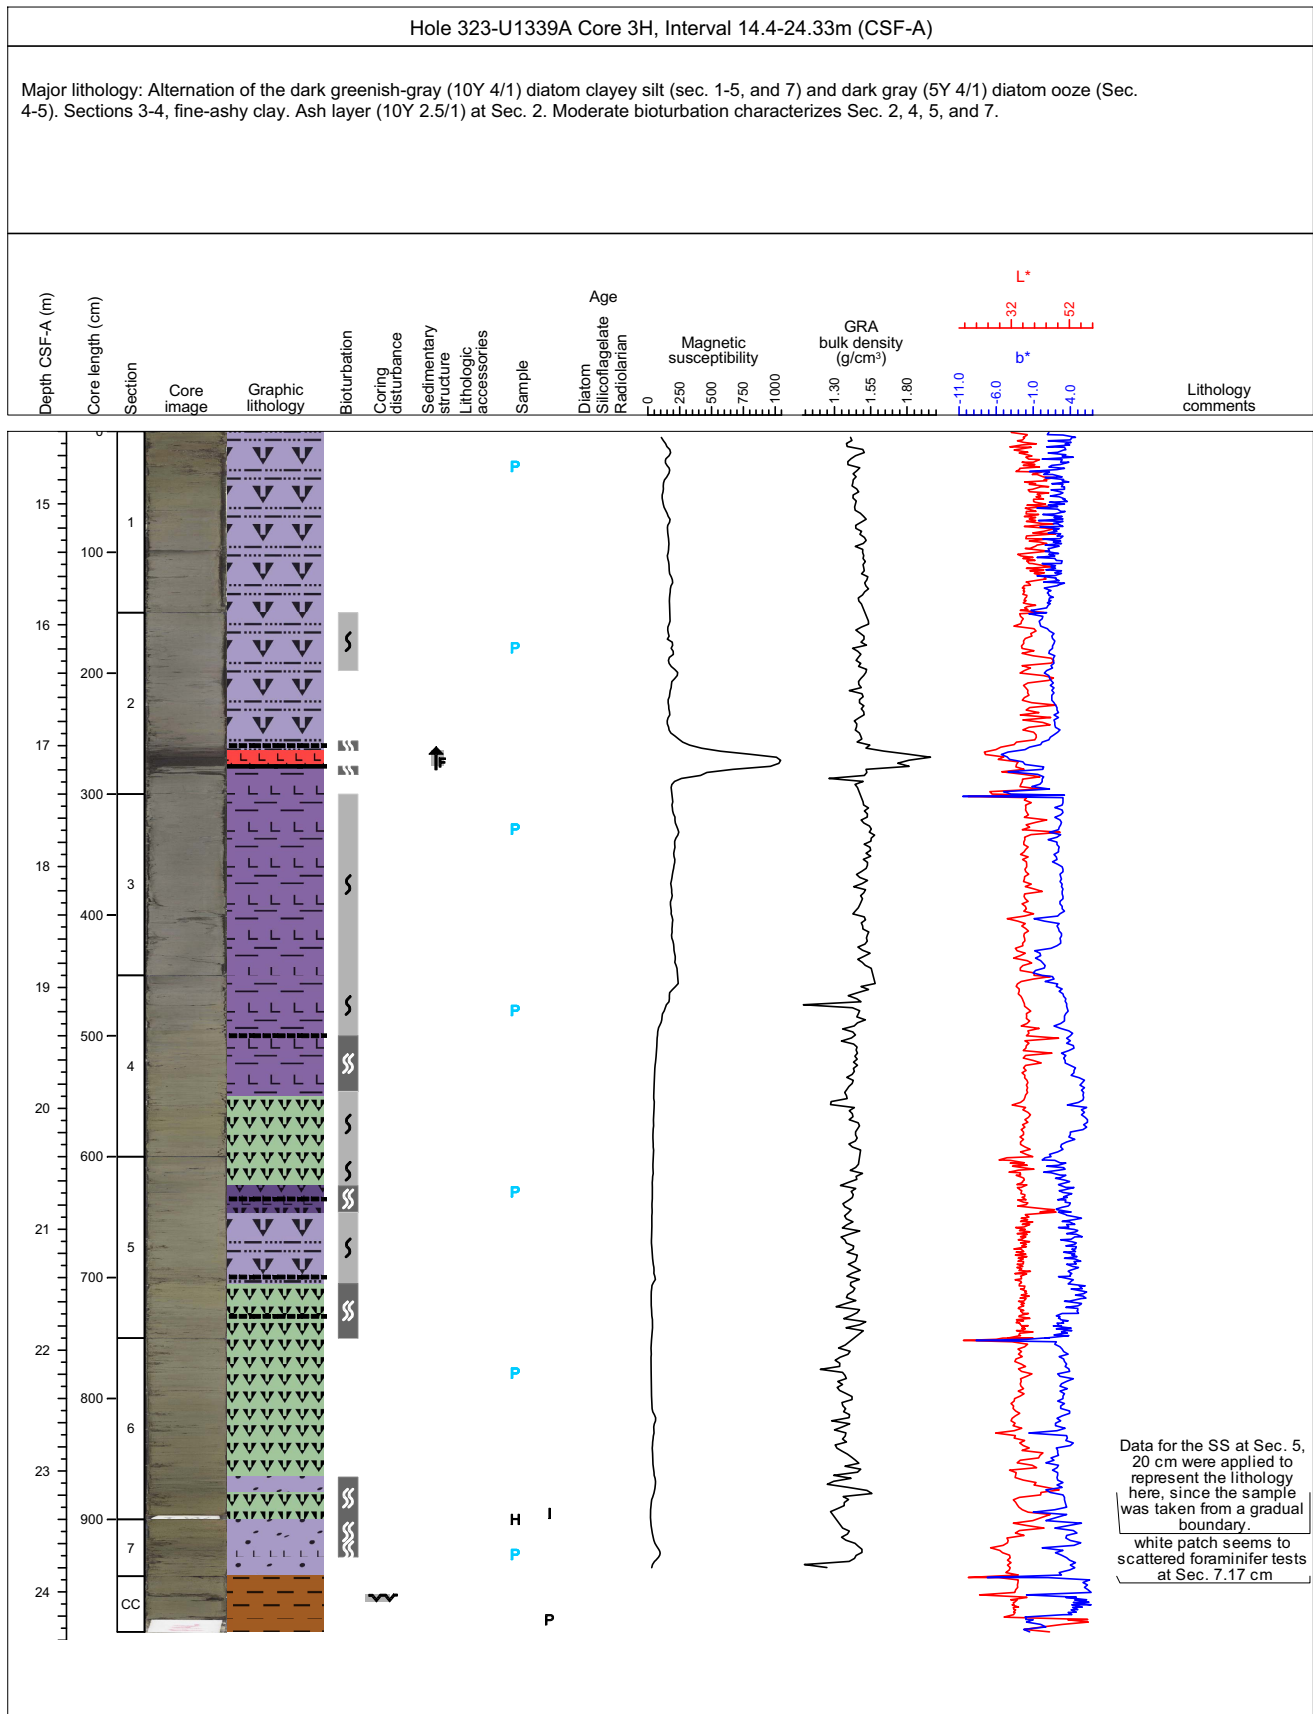 Hole 323-U1339A Core 3H, Interval 14.4-24.33m (CSF-A)
Major lithology: Alternation of the dark greenish-gray (10Y 4/1) diatom clayey silt (sec. 1-5, and 7) and dark gray (5Y 4/1) diatom ooze (Sec.
4-5). Sections 3-4, fine-ashy clay. Ash layer (10Y 2.5/1) at Sec. 2. Moderate bioturbation characterizes Sec. 2, 4, 5, and 7.
Depth CSF-A (m)
Core length (cm)
Section
Core
image
Graphic
lithology
Bioturbation
Coring
disturbance
Sedimentary
structure
Lithologic
accessories
Sample
Age
Diatom
Silicoflagelate
Radiolarian
Magnetic
susceptibility
0
250
500
750
1000
GRA
bulk density
(g/cm³)
1.30
1.55
1.80
L*
32
52
b*
-11.0
-6.0
-1.0
4.0
Lithology
comments
0
P
15
1
100
16
P
200
2
17
F
300
P
18
3
400
19
P
500
4
20
600
P
21
5
700
22
P
800
6
23
900
H
I
7
P
24
CC
P
Data for the SS at Sec. 5,
20 cm were applied to
represent the lithology
here, since the sample
was taken from a gradual
boundary.
white patch seems to
scattered foraminifer tests
at Sec. 7.17 cm